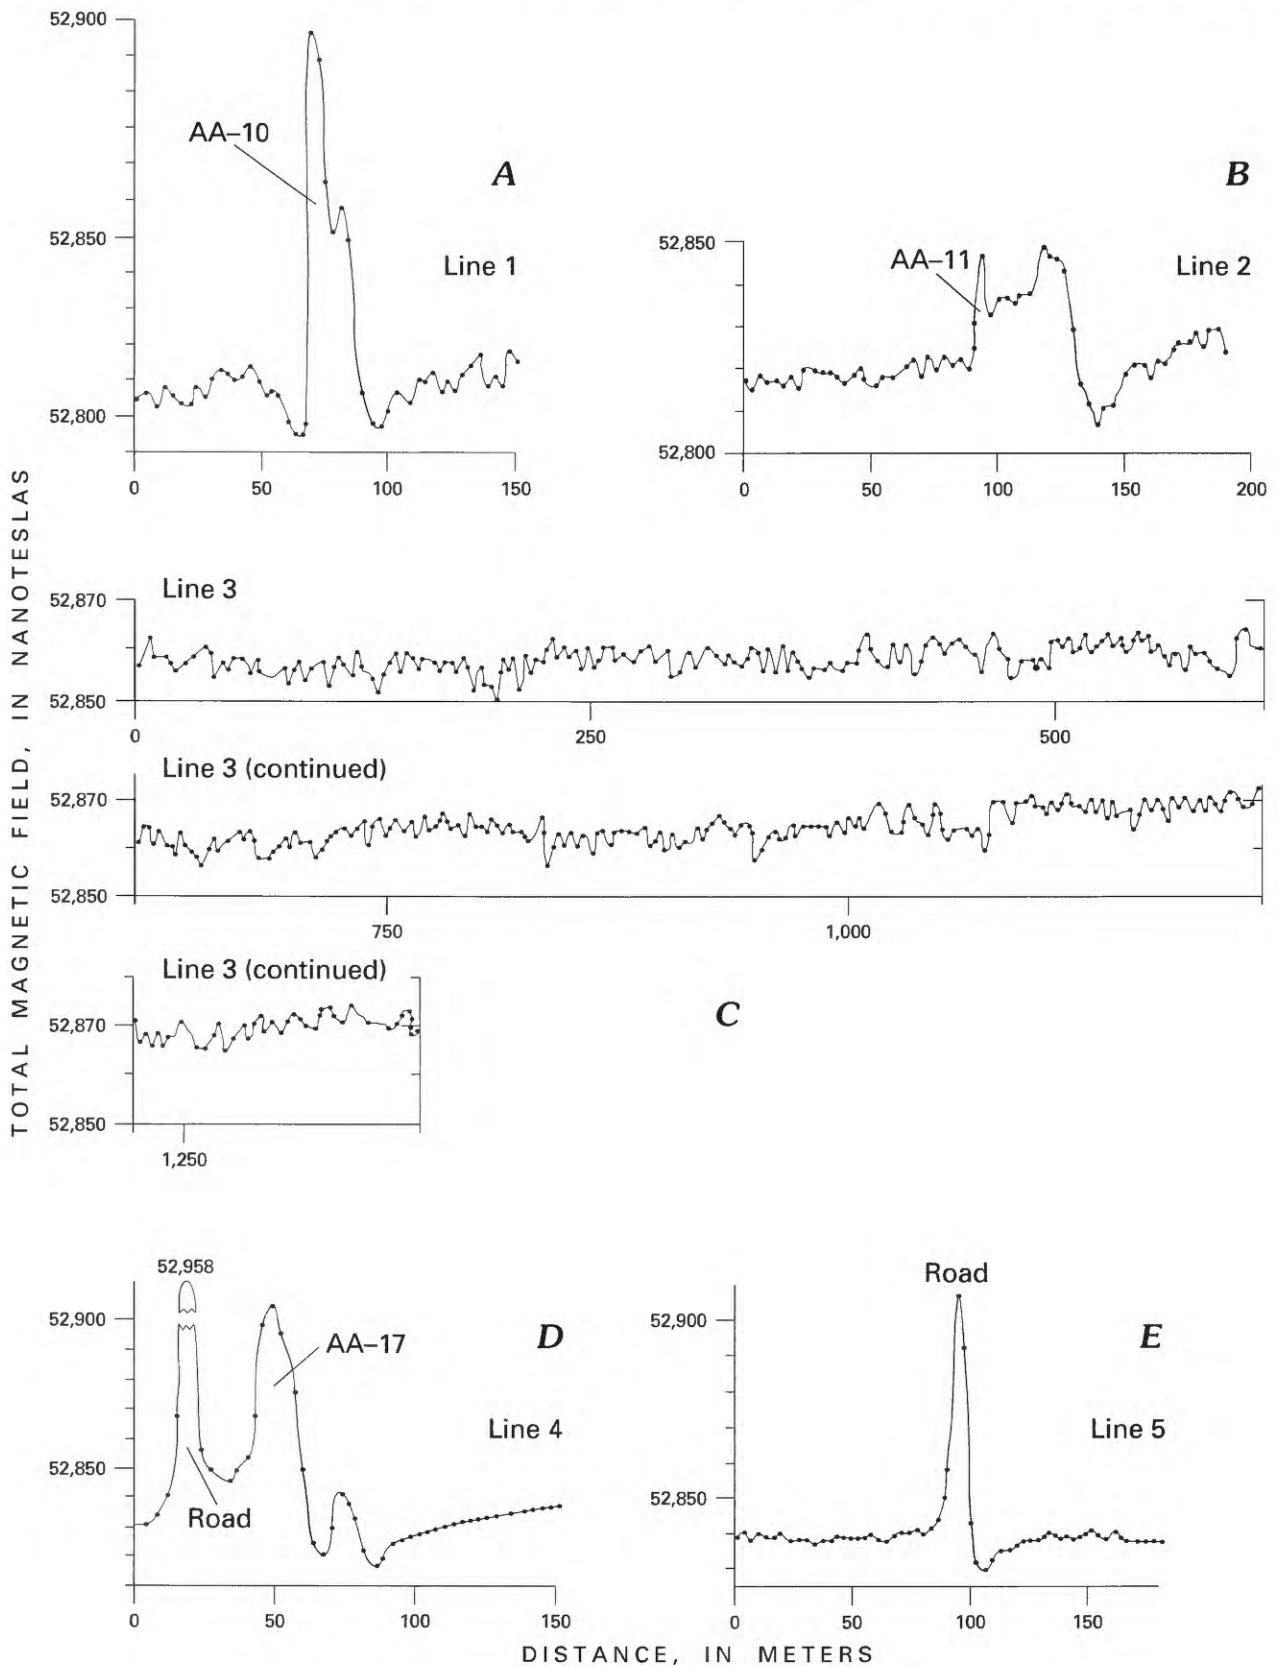 TOTAL MAGNETIC FIELD, IN NANOTESLAS
52,900
52,850
52,800
AA–10
A
Line 1
0 50 100 150
52,850
52,800
AA–11
B
Line 2
0 50 100 150 200
Line 3
52,870
52,850
0 250 500
Line 3 (continued)
52,870
52,850
750 1,000
Line 3 (continued)
52,870
52,850
1,250
C
52,958
52,900
52,850
AA–17
D
Line 4
Road
0 50 100 150
Road
52,900
52,850
E
Line 5
0 50 100 150
DISTANCE, IN METERS